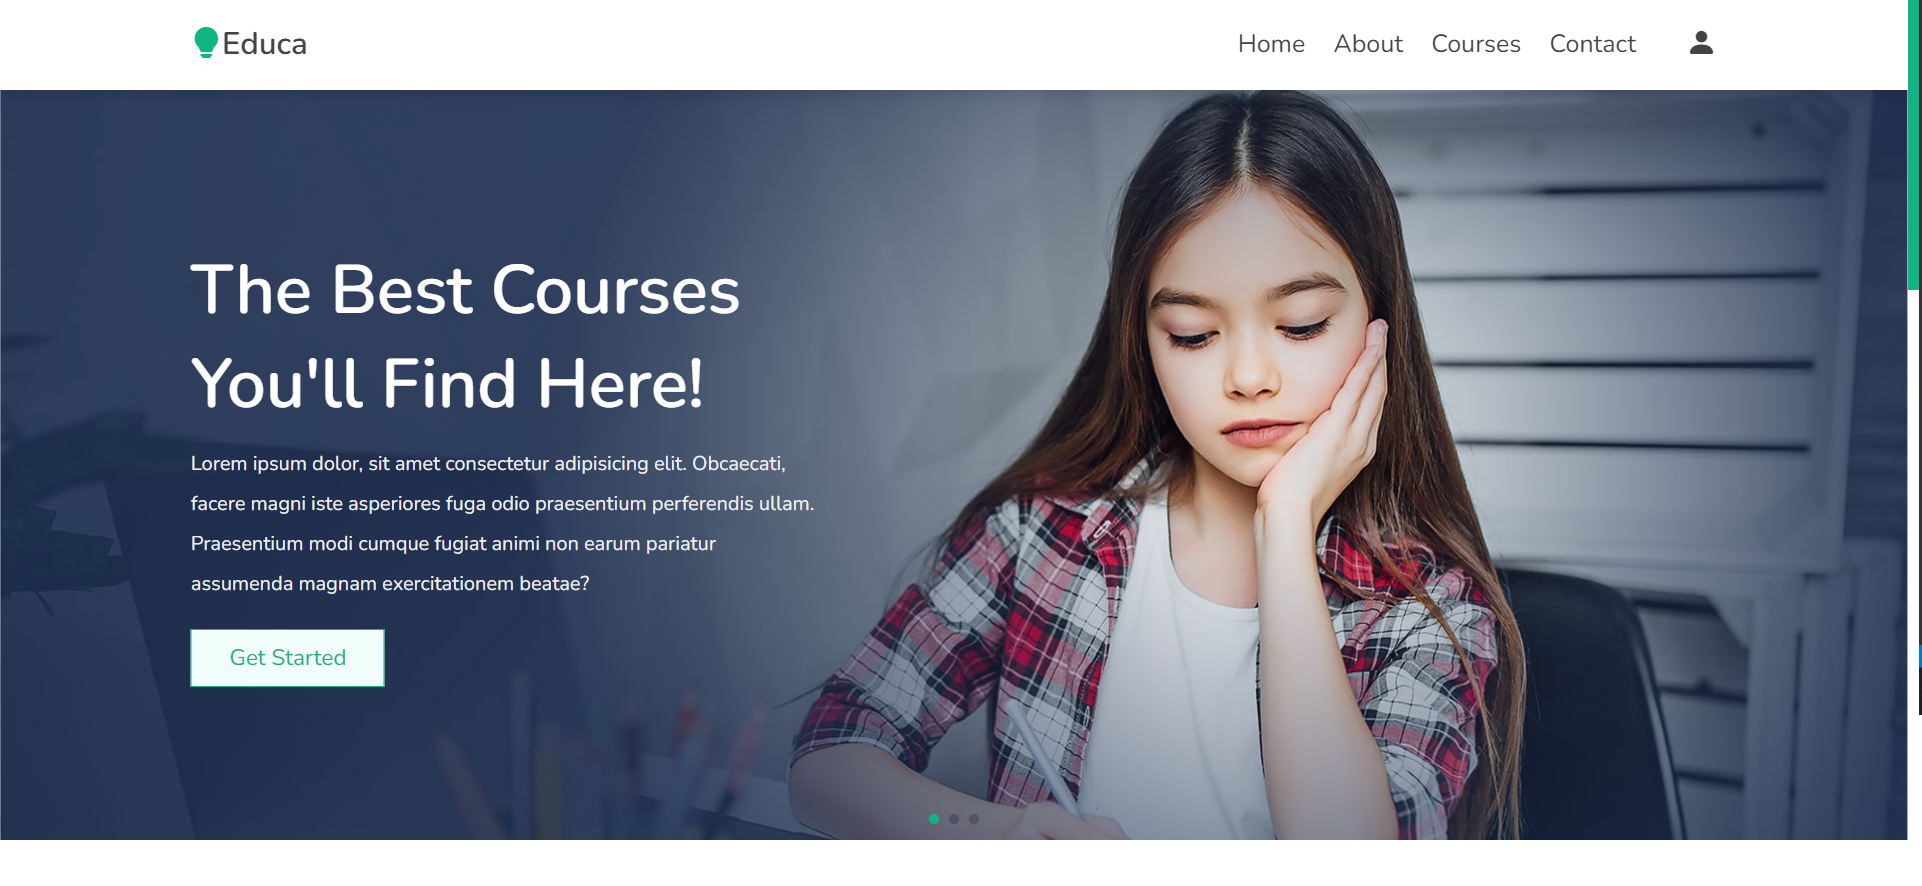 Educa
Home About Courses Contact
The Best Courses
You'll Find Here!
Lorem ipsum dolor, sit amet consectetur adipisicing elit. Obcaecati,
facere magni iste asperiores fuga odio praesentium perferendis ullam.
Praesentium modi cumque fugiat animi non earum pariatur
assumenda magnam exercitationem beatae?
Get Started